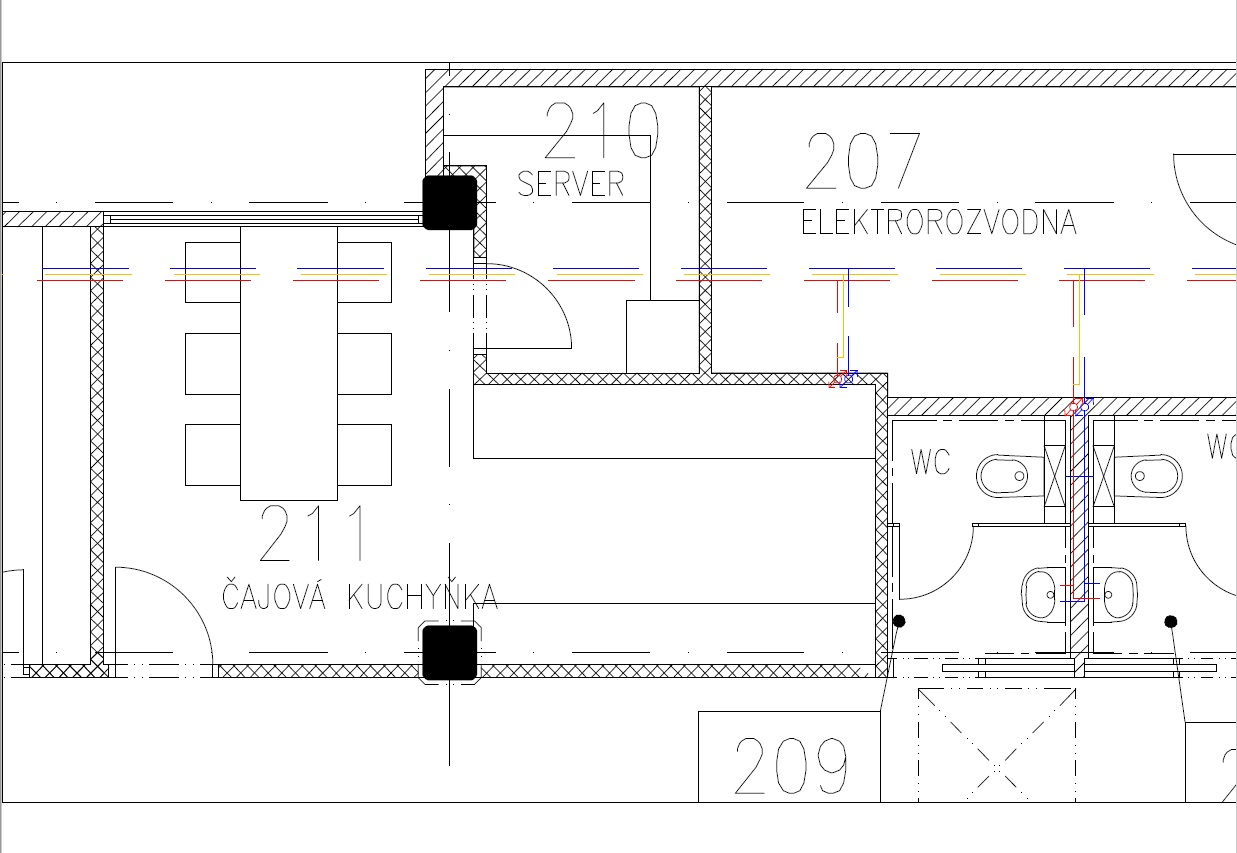 210
SERVER
207
ELEKTROROZVODNA
WC
211
ČAJOVÁ KUCHYŇKA
209